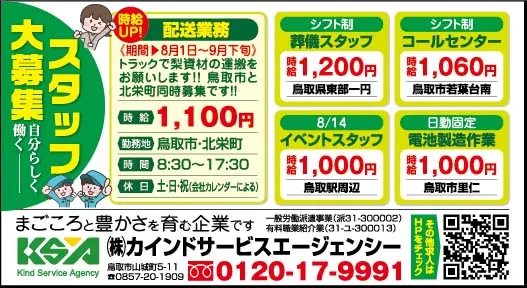 スタッフ
大募集
自分らしく
働く
時給
UP!
配送業務
《期間▶8月1日～9月下旬》
トラックで梨資材の運搬を
お願いします!! 鳥取市と
北栄町同時募集です!!
時給 1,100円
勤務地 鳥取市・北栄町
時間 8:30～17:30
休日 土・日・祝(会社カレンダーによる)
シフト制
葬儀スタッフ
時給1,200円
鳥取県東部一円
シフト制
コールセンター
時給1,060円
鳥取市若葉台南
8/14
イベントスタッフ
時給1,000円
鳥取駅周辺
日勤固定
電池製造作業
時給1,000円
鳥取市里仁
まごころと豊かさを育む企業です
一般労働派遣事業(派31-300002)
有料職業紹介業(31-ユ-300013)
KSA
Kind Service Agency
(株)カインドサービスエージェンシー
鳥取市山城町5-11
☎0857-20-1909
0120-17-9991
その他求人は
HPをチェック